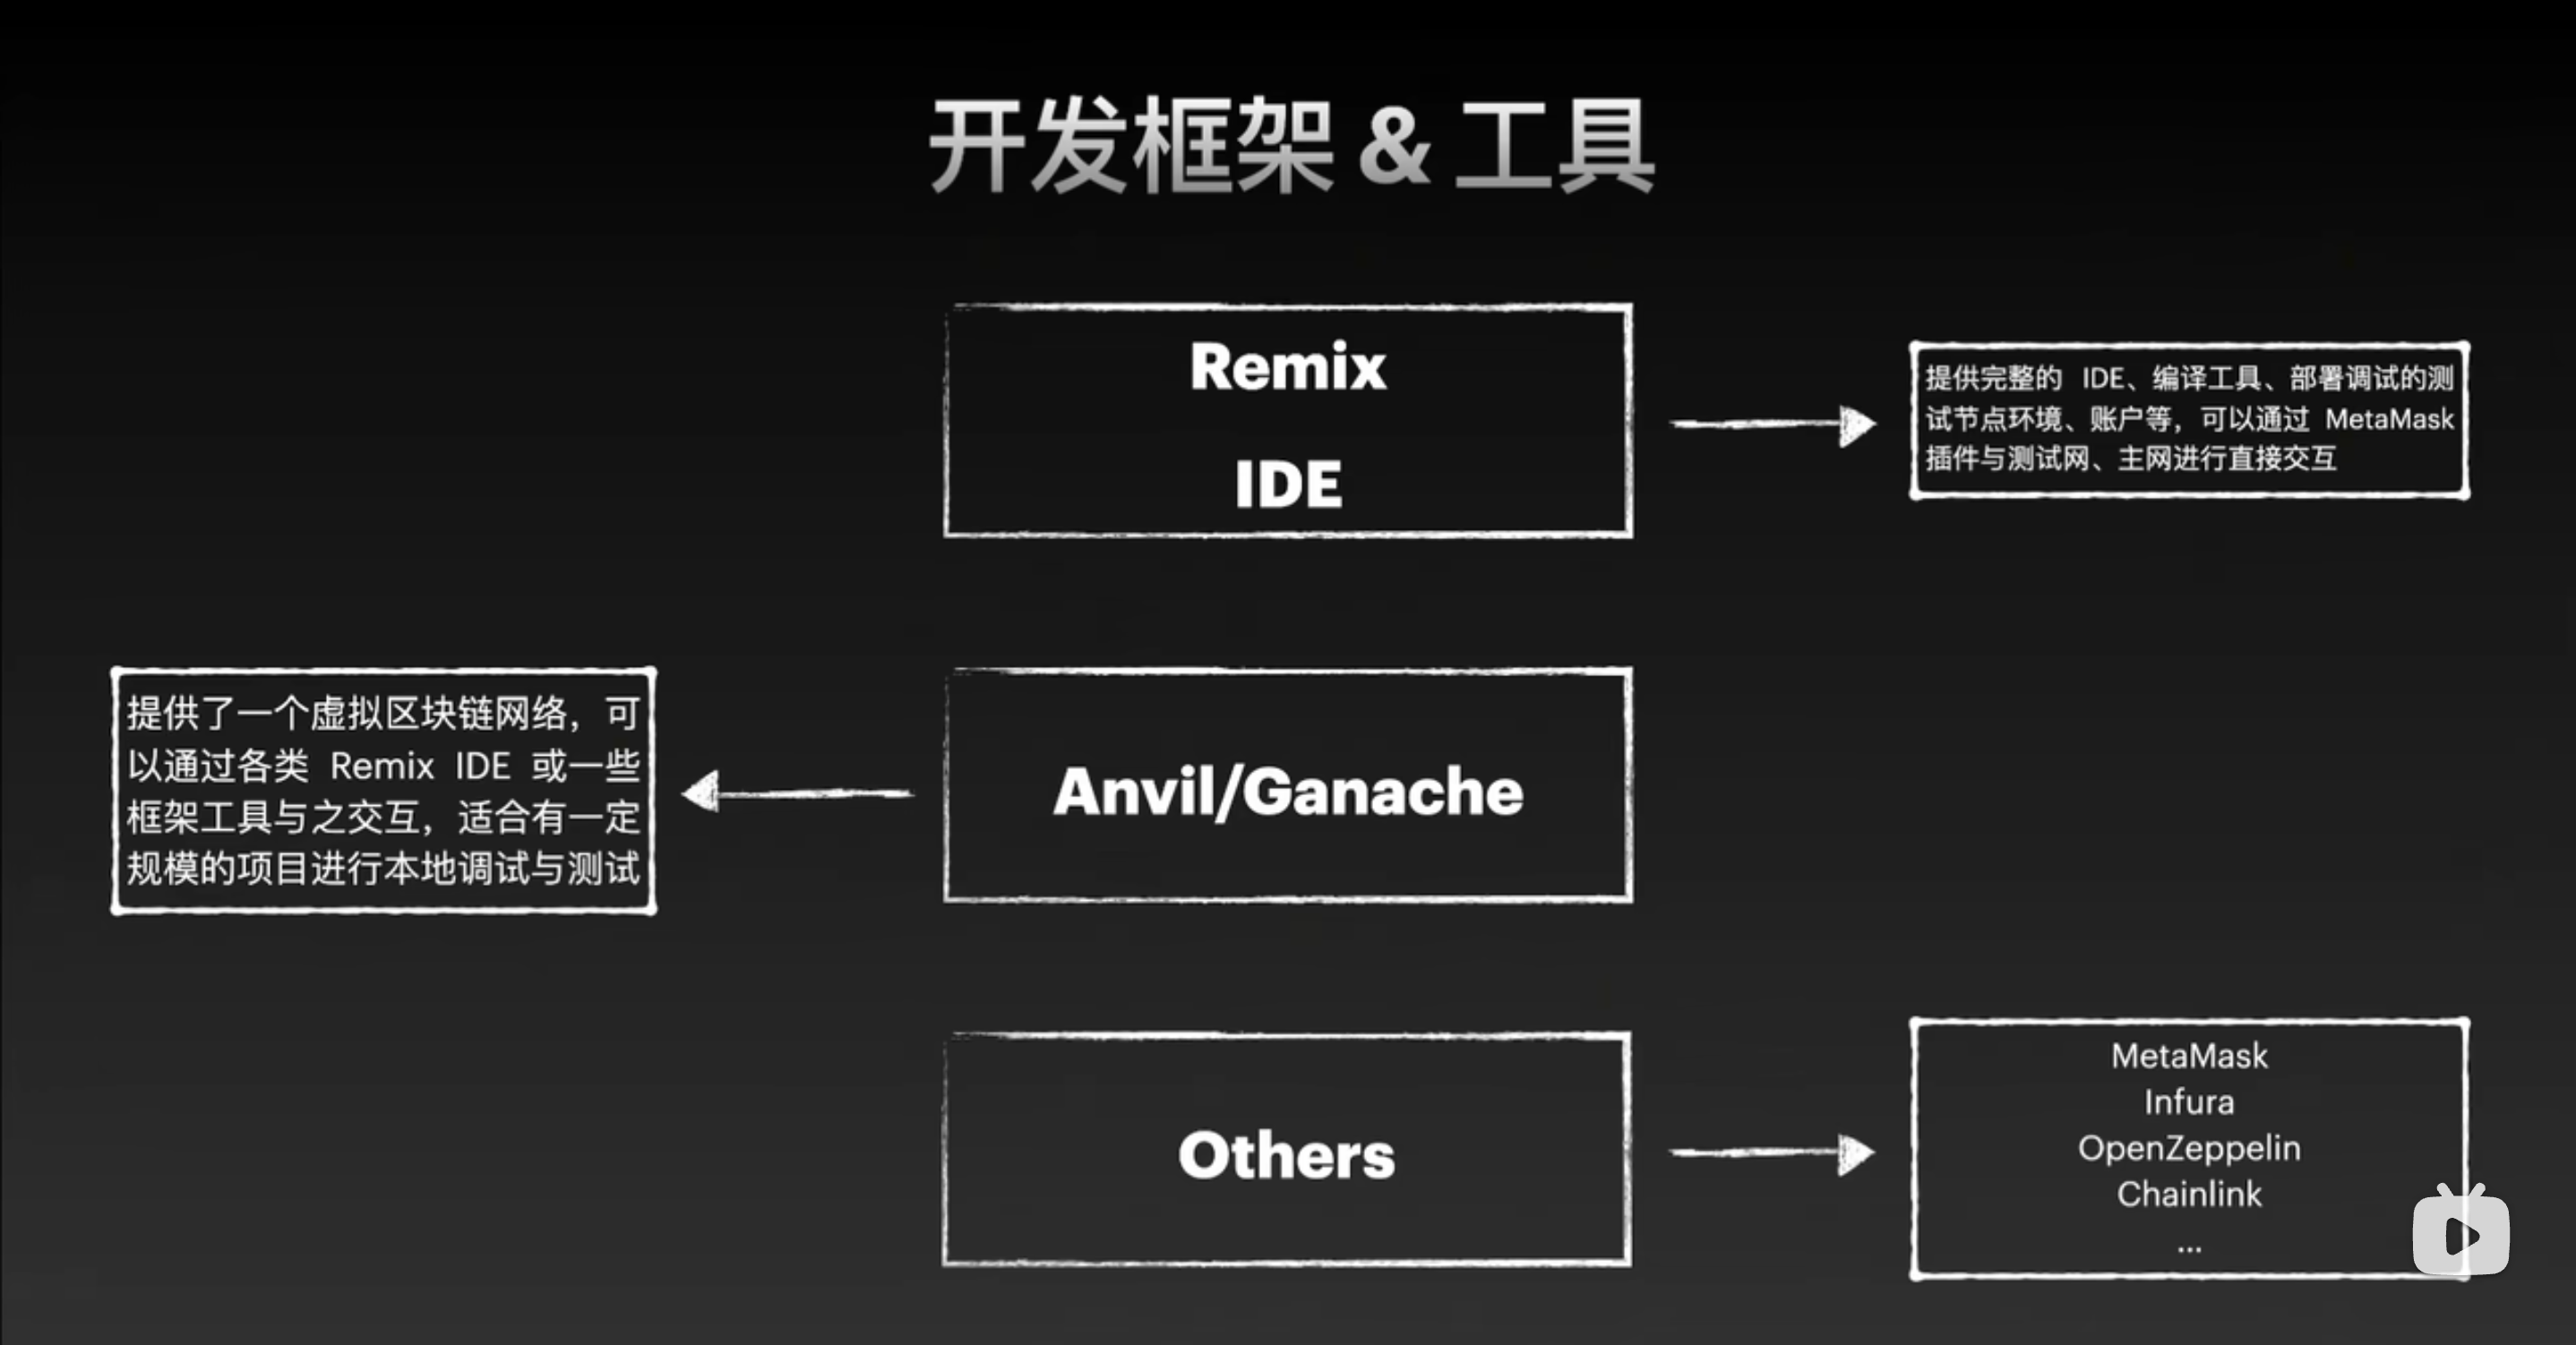 开发框架 & 工具
Remix
IDE
提供完整的 IDE、编译工具、部署调试的测
试节点环境、账户等，可以通过 MetaMask
插件与测试网、主网进行直接交互
提供了一个虚拟区块链网络，可
以通过各类 Remix IDE 或一些
框架工具与之交互，适合有一定
规模的项目进行本地调试与测试
Anvil/Ganache
Others
MetaMask
Infura
OpenZeppelin
Chainlink
...